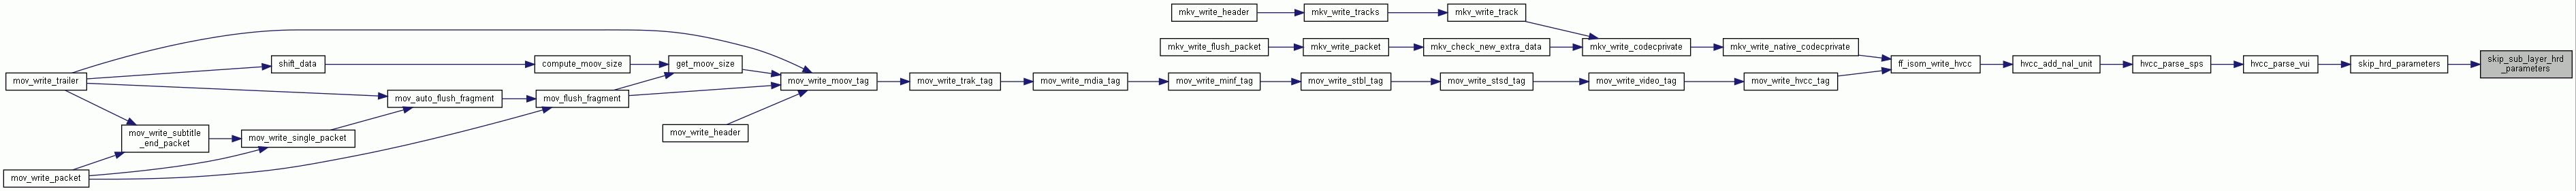 mkv_write_header
mkv_write_tracks
mkv_write_track
mkv_write_flush_packet
mkv_write_packet
mkv_check_new_extra_data
mkv_write_codecprivate
mkv_write_native_codecprivate
mov_write_trailer
shift_data
compute_moov_size
get_moov_size
mov_write_moov_tag
mov_write_trak_tag
mov_write_mdia_tag
mov_write_minf_tag
mov_write_stbl_tag
mov_write_stsd_tag
mov_write_video_tag
mov_write_hvcc_tag
ff_isom_write_hvcc
hvcc_add_nal_unit
hvcc_parse_sps
hvcc_parse_vui
skip_hrd_parameters
skip_sub_layer_hrd
_parameters
mov_auto_flush_fragment
mov_flush_fragment
mov_write_header
mov_write_subtitle
_end_packet
mov_write_single_packet
mov_write_packet